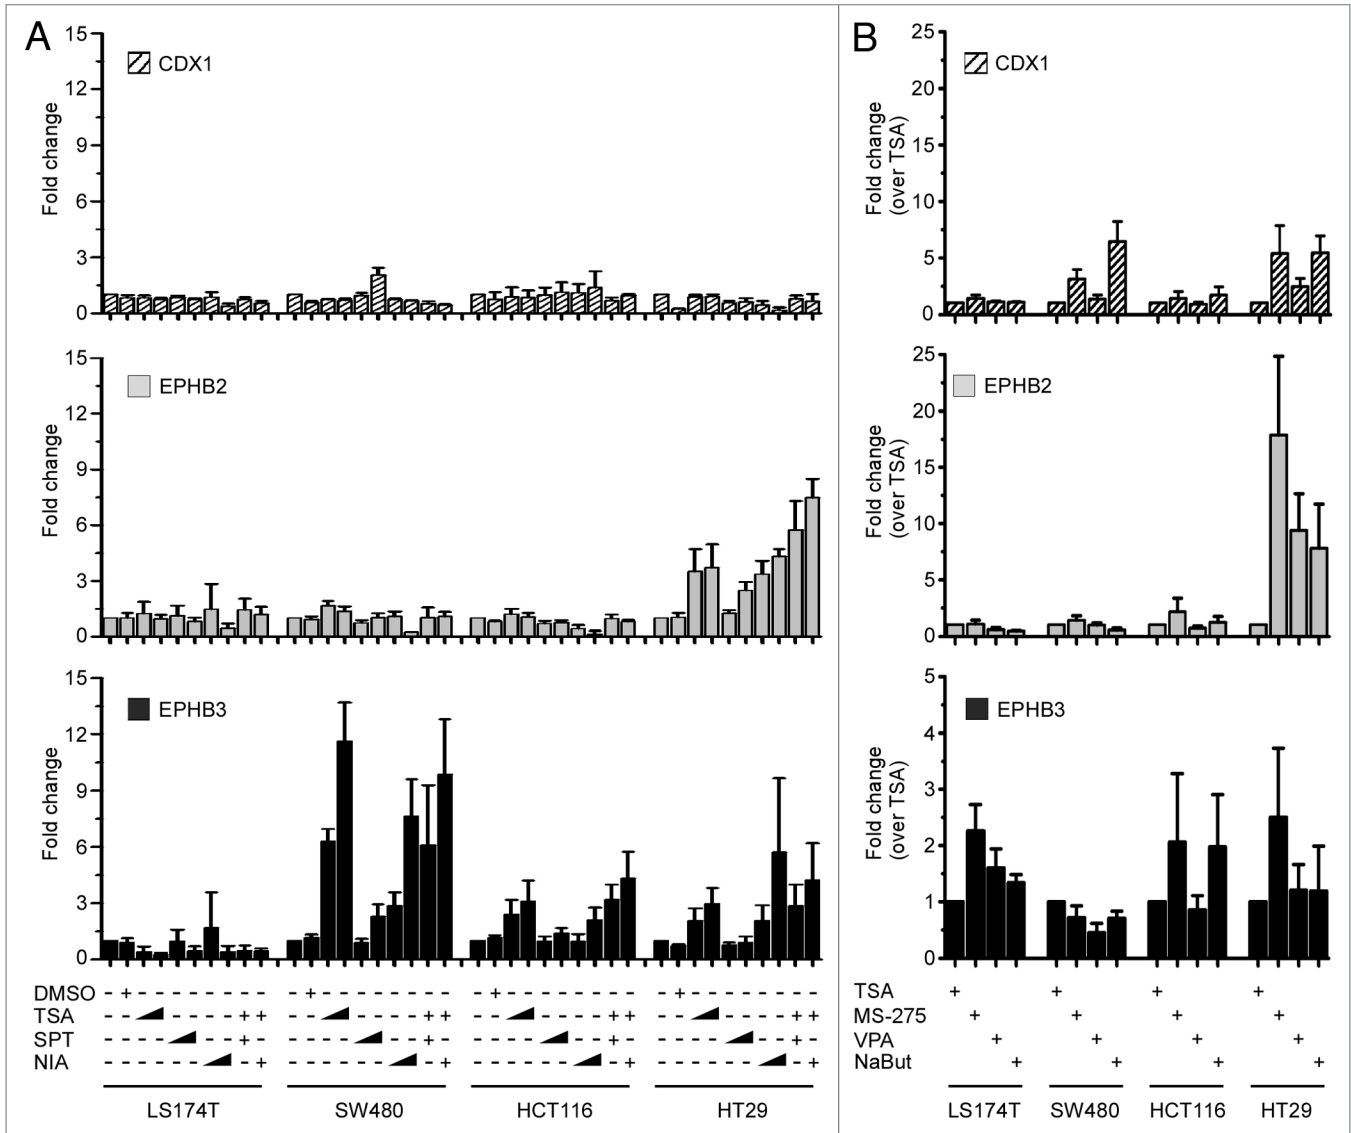 A
15
12
9
6
3
0
Fold change
CDX1
15
12
9
6
3
0
Fold change
EPHB2
15
12
9
6
3
0
Fold change
EPHB3
DMSO - + - - - - - - - - - + - - - - - - - - - + - - - - - - - - - + - - - - - - - -
TSA - - - - - - + + - - - - - - + + - - - - - - + + - - - - - - + +
SPT - - - - - - + - - - - - - - + - - - - - - - + - - - - - - - + -
NIA - - - - - - - + - - - - - - - + - - - - - - - + - - - - - - - +
LS174T SW480 HCT116 HT29
B
25
20
15
10
5
0
Fold change
(over TSA)
CDX1
25
20
15
10
5
0
Fold change
(over TSA)
EPHB2
5
4
3
2
1
0
Fold change
(over TSA)
EPHB3
TSA + + + +
MS-275 + + + +
VPA + + + +
NaBut + + + +
LS174T SW480 HCT116 HT29